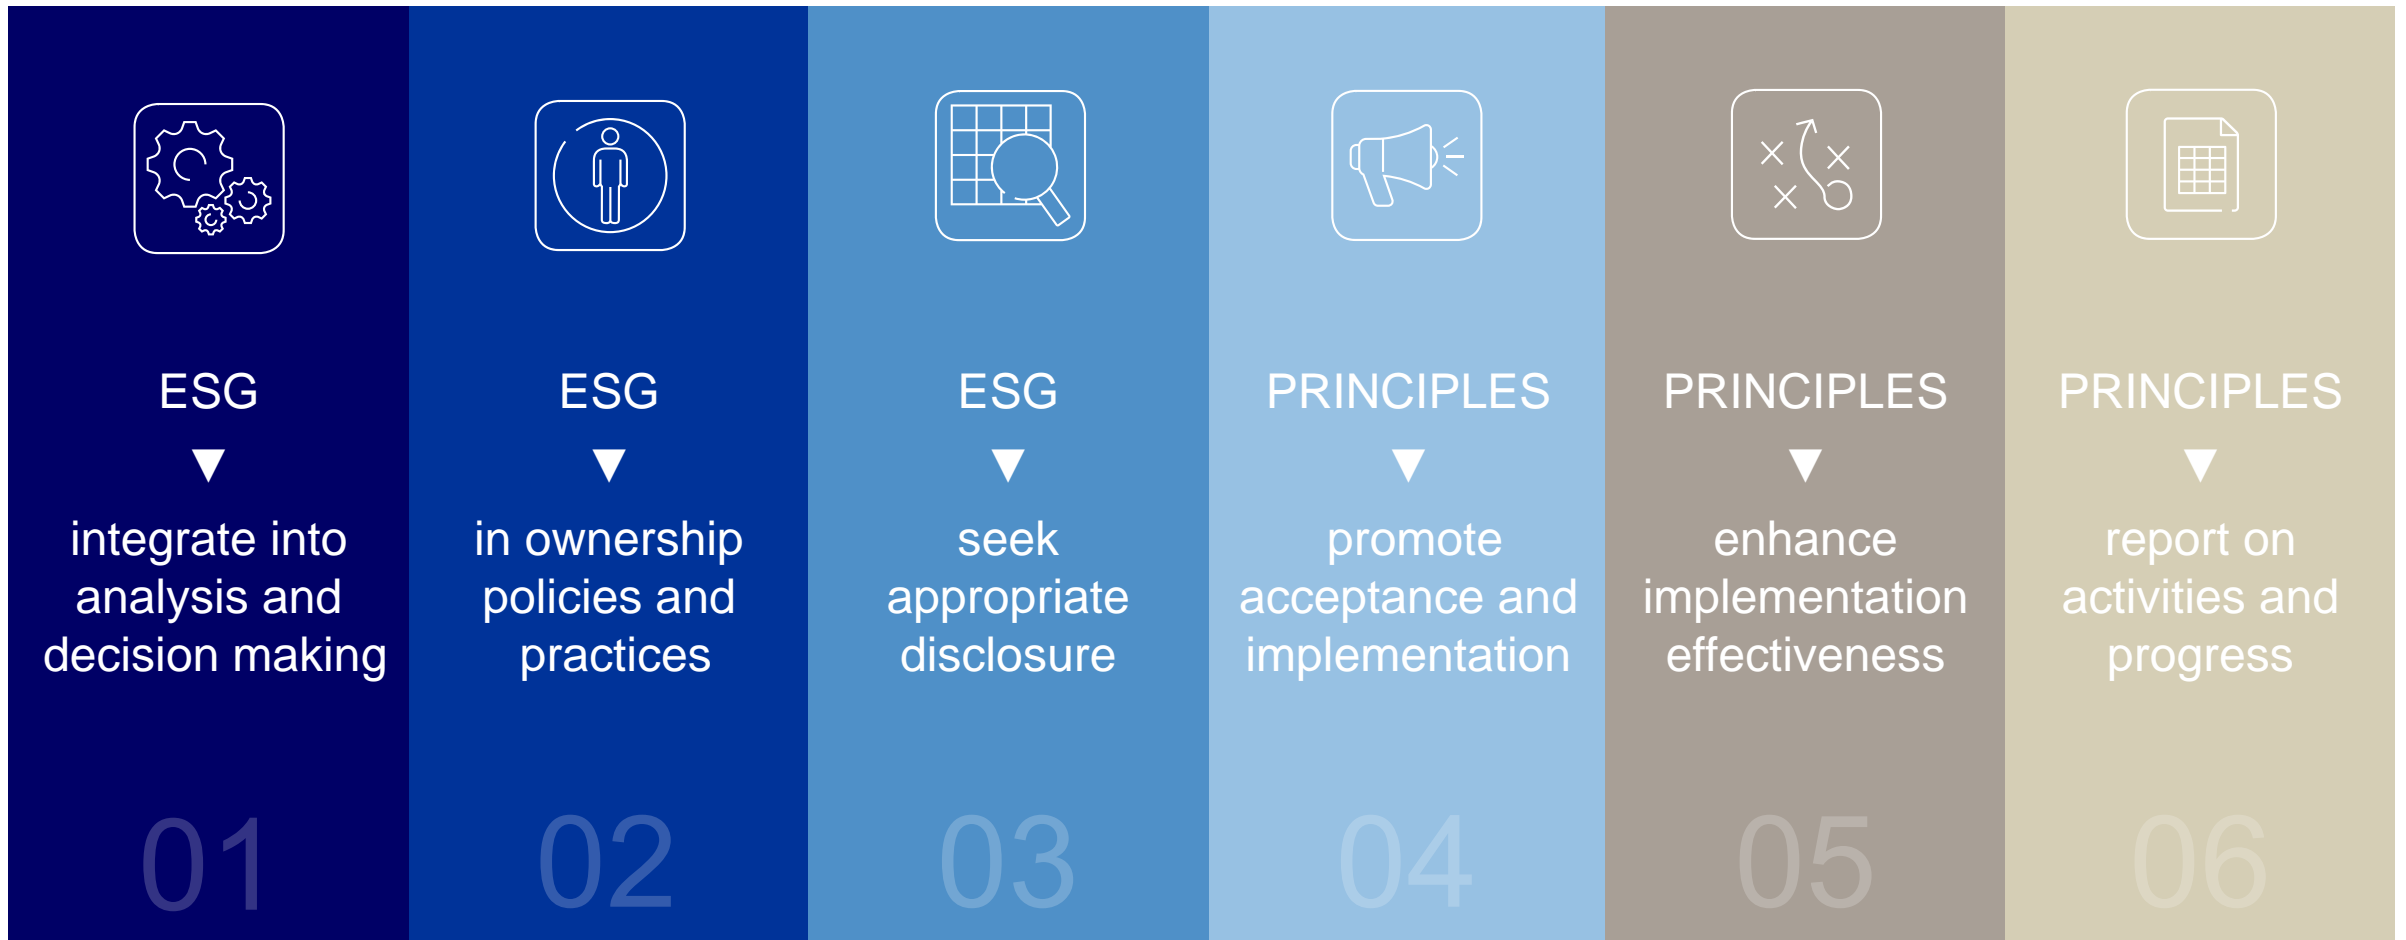 ESG
▼
integrate into
analysis and
decision making
01
ESG
▼
in ownership
policies and
practices
02
ESG
▼
seek
appropriate
disclosure
03
PRINCIPLES
▼
promote
acceptance and
implementation
04
PRINCIPLES
▼
enhance
implementation
effectiveness
05
PRINCIPLES
▼
report on
activities and
progress
06